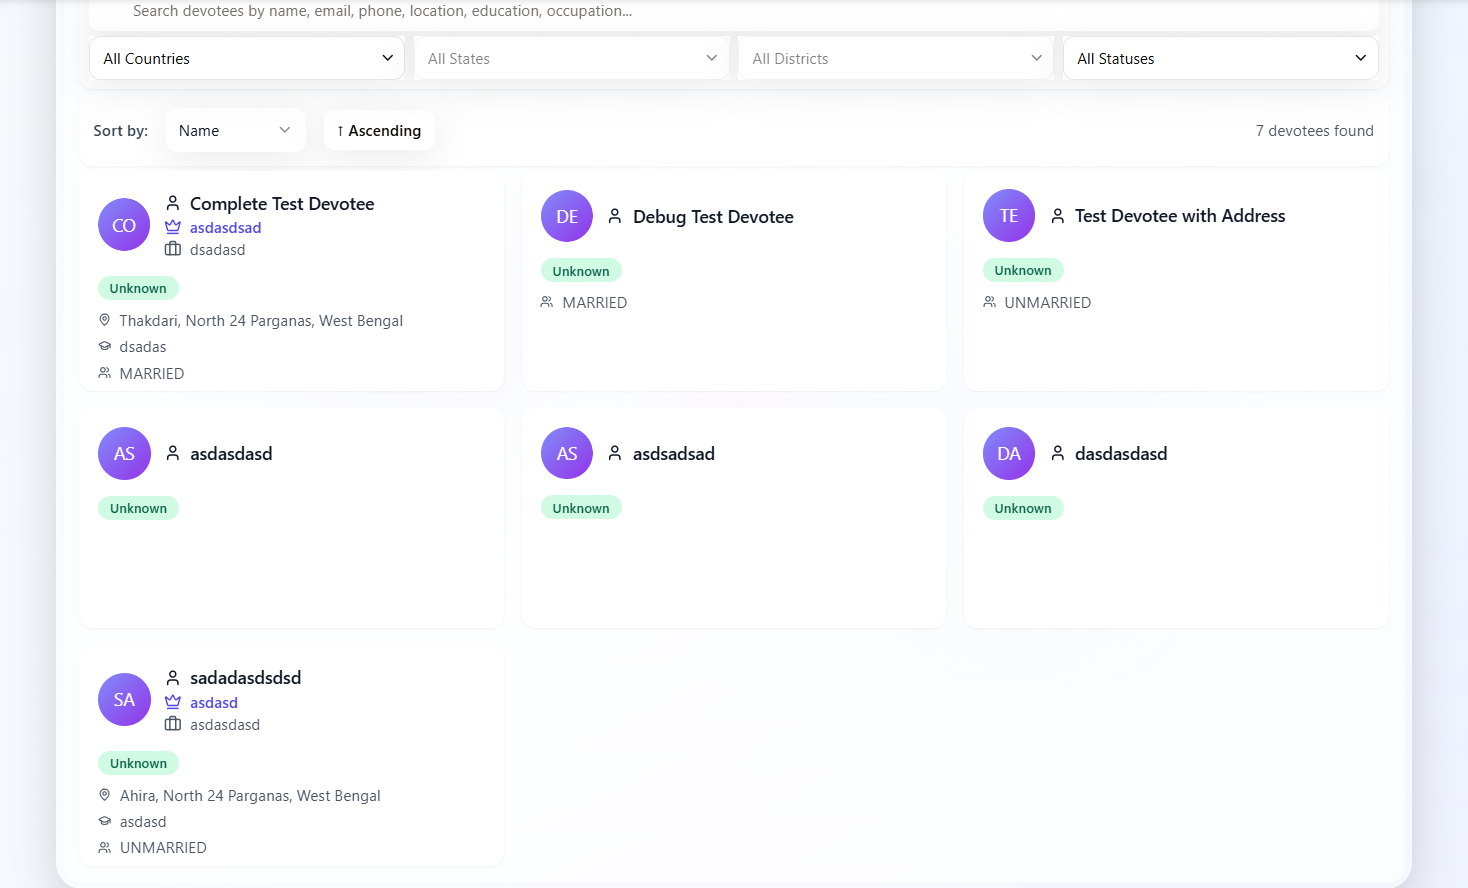 Search devotees by name, email, phone, location, education, occupation...
All Countries
All States
All Districts
All Statuses
Sort by:
Name
↑ Ascending
7 devotees found
CO
Complete Test Devotee
asdasdsad
dsadasd
Unknown
Thakdari, North 24 Parganas, West Bengal
dsadas
MARRIED
DE
Debug Test Devotee
Unknown
MARRIED
TE
Test Devotee with Address
Unknown
UNMARRIED
AS
asdasdasd
Unknown
AS
asdsadsad
Unknown
DA
dasdasdasd
Unknown
SA
sadadasdsdsd
asdasd
asdasdasd
Unknown
Ahira, North 24 Parganas, West Bengal
asdasd
UNMARRIED